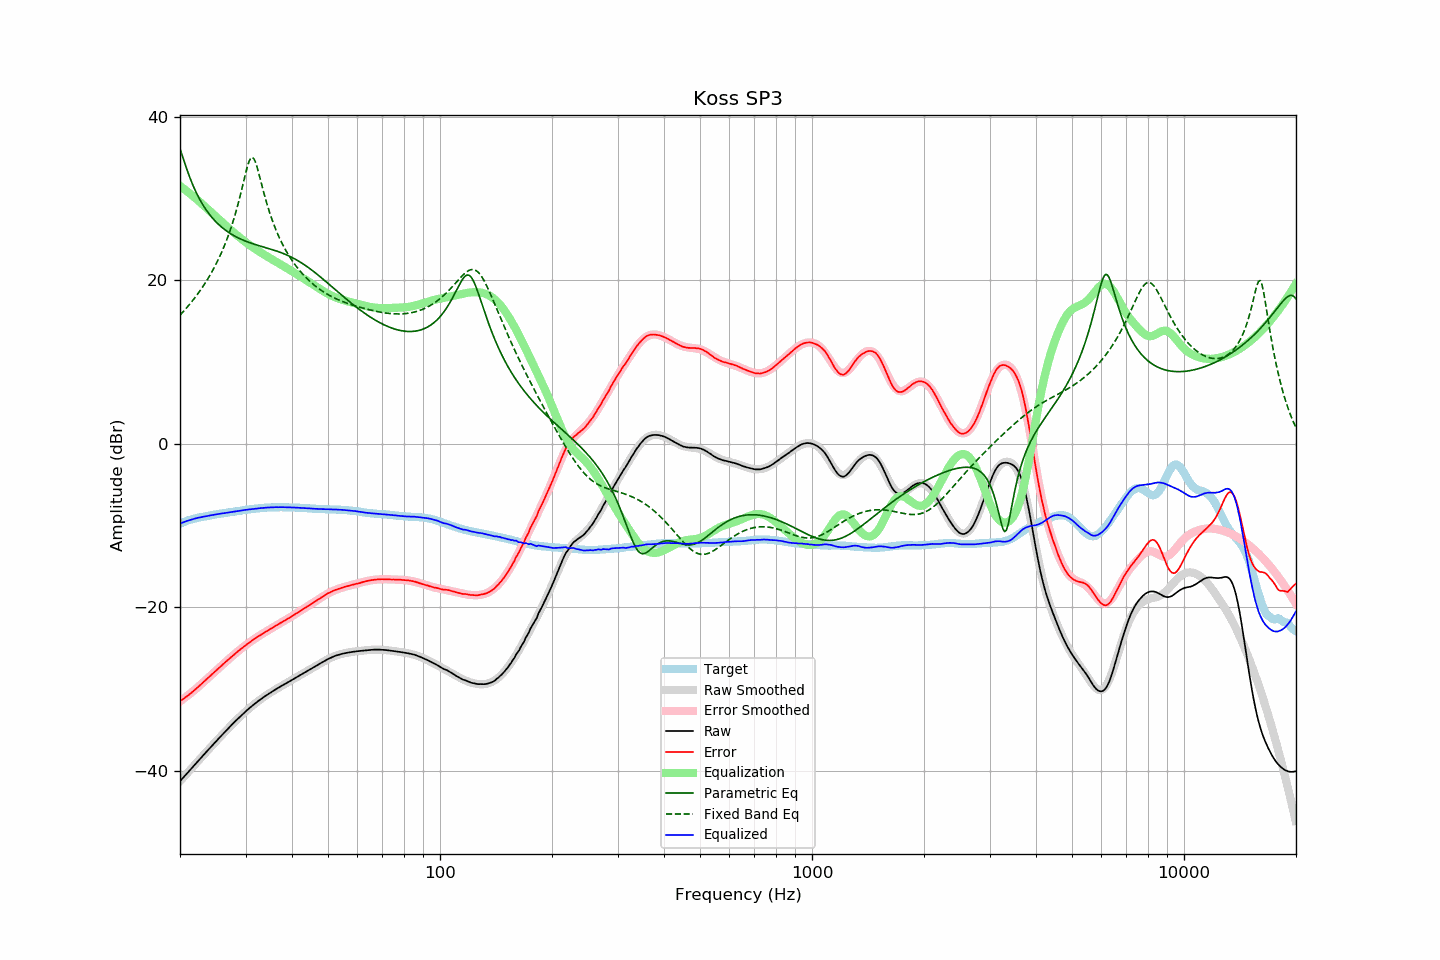 Koss SP3
40
20
0
−20
−40
Amplitude (dBr)
Target
Raw Smoothed
Error Smoothed
Raw
Error
Equalization
Parametric Eq
Fixed Band Eq
Equalized
100
1000
10000
Frequency (Hz)